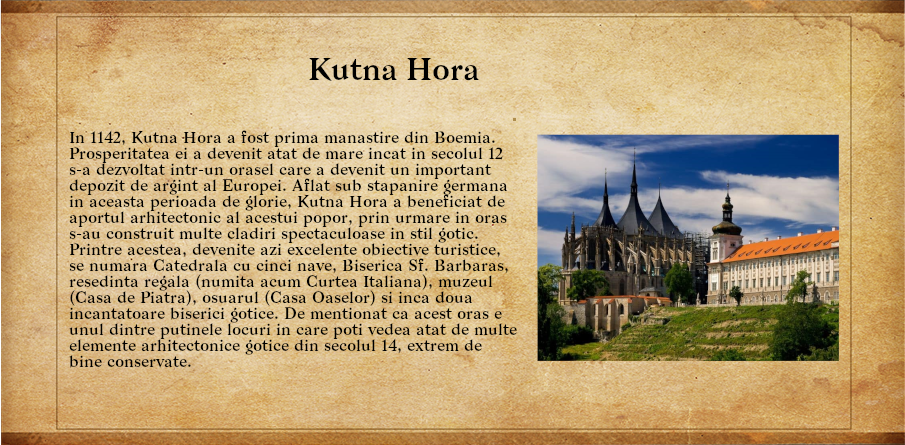 Kutna Hora
In 1142, Kutna Hora a fost prima manastire din Boemia.
Prosperitatea ei a devenit atat de mare incat in secolul 12
s-a dezvoltat intr-un orasel care a devenit un important
depozit de argint al Europei. Aflat sub stapanire germana
in aceasta perioada de glorie, Kutna Hora a beneficiat de
aportul arhitectonic al acestui popor, prin urmare in oras
s-au construit multe cladiri spectaculoase in stil gotic.
Printre acestea, devenite azi excelente obiective turistice,
se numara Catedrala cu cinci nave, Biserica Sf. Barbaras,
resedinta regala (numita acum Curtea Italiana), muzeul
(Casa de Piatra), osuarul (Casa Oaselor) si inca doua
incantatoare biserici gotice. De mentionat ca acest oras e
unul dintre putinele locuri in care poti vedea atat de multe
elemente arhitectonice gotice din secolul 14, extrem de
bine conservate.